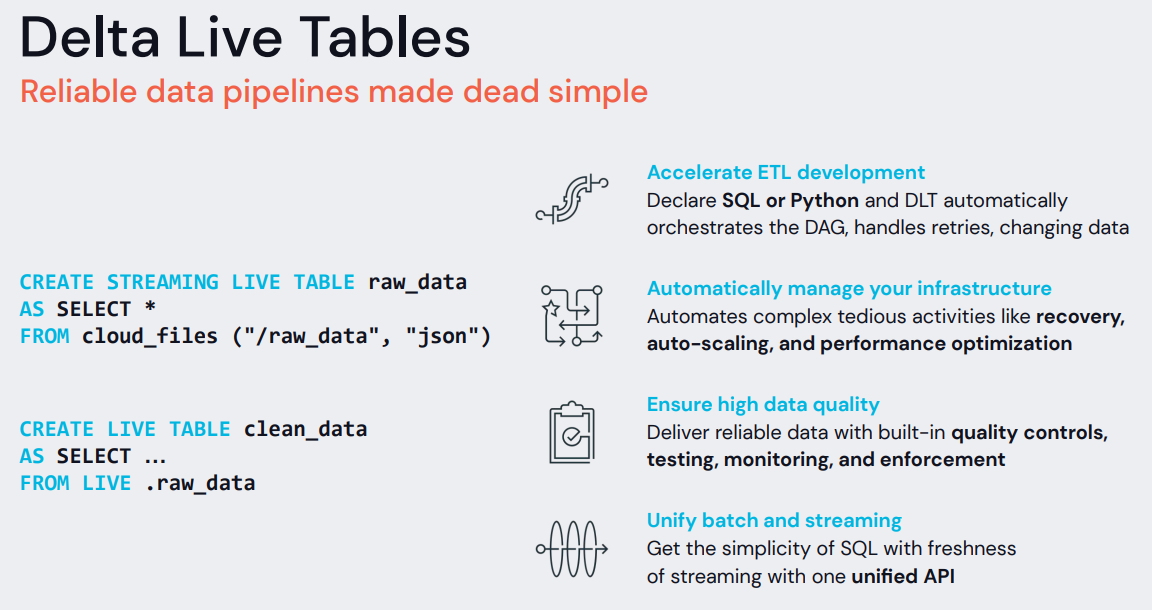 Delta Live Tables
Reliable data pipelines made dead simple
CREATE STREAMING LIVE TABLE raw_data
AS SELECT *
FROM cloud_files ("/raw_data", "json")
CREATE LIVE TABLE clean_data
AS SELECT ...
FROM LIVE .raw_data
Accelerate ETL development
Declare SQL or Python and DLT automatically
orchestrates the DAG, handles retries, changing data
Automatically manage your infrastructure
Automates complex tedious activities like recovery,
auto-scaling, and performance optimization
Ensure high data quality
Deliver reliable data with built-in quality controls,
testing, monitoring, and enforcement
Unify batch and streaming
Get the simplicity of SQL with freshness
of streaming with one unified API